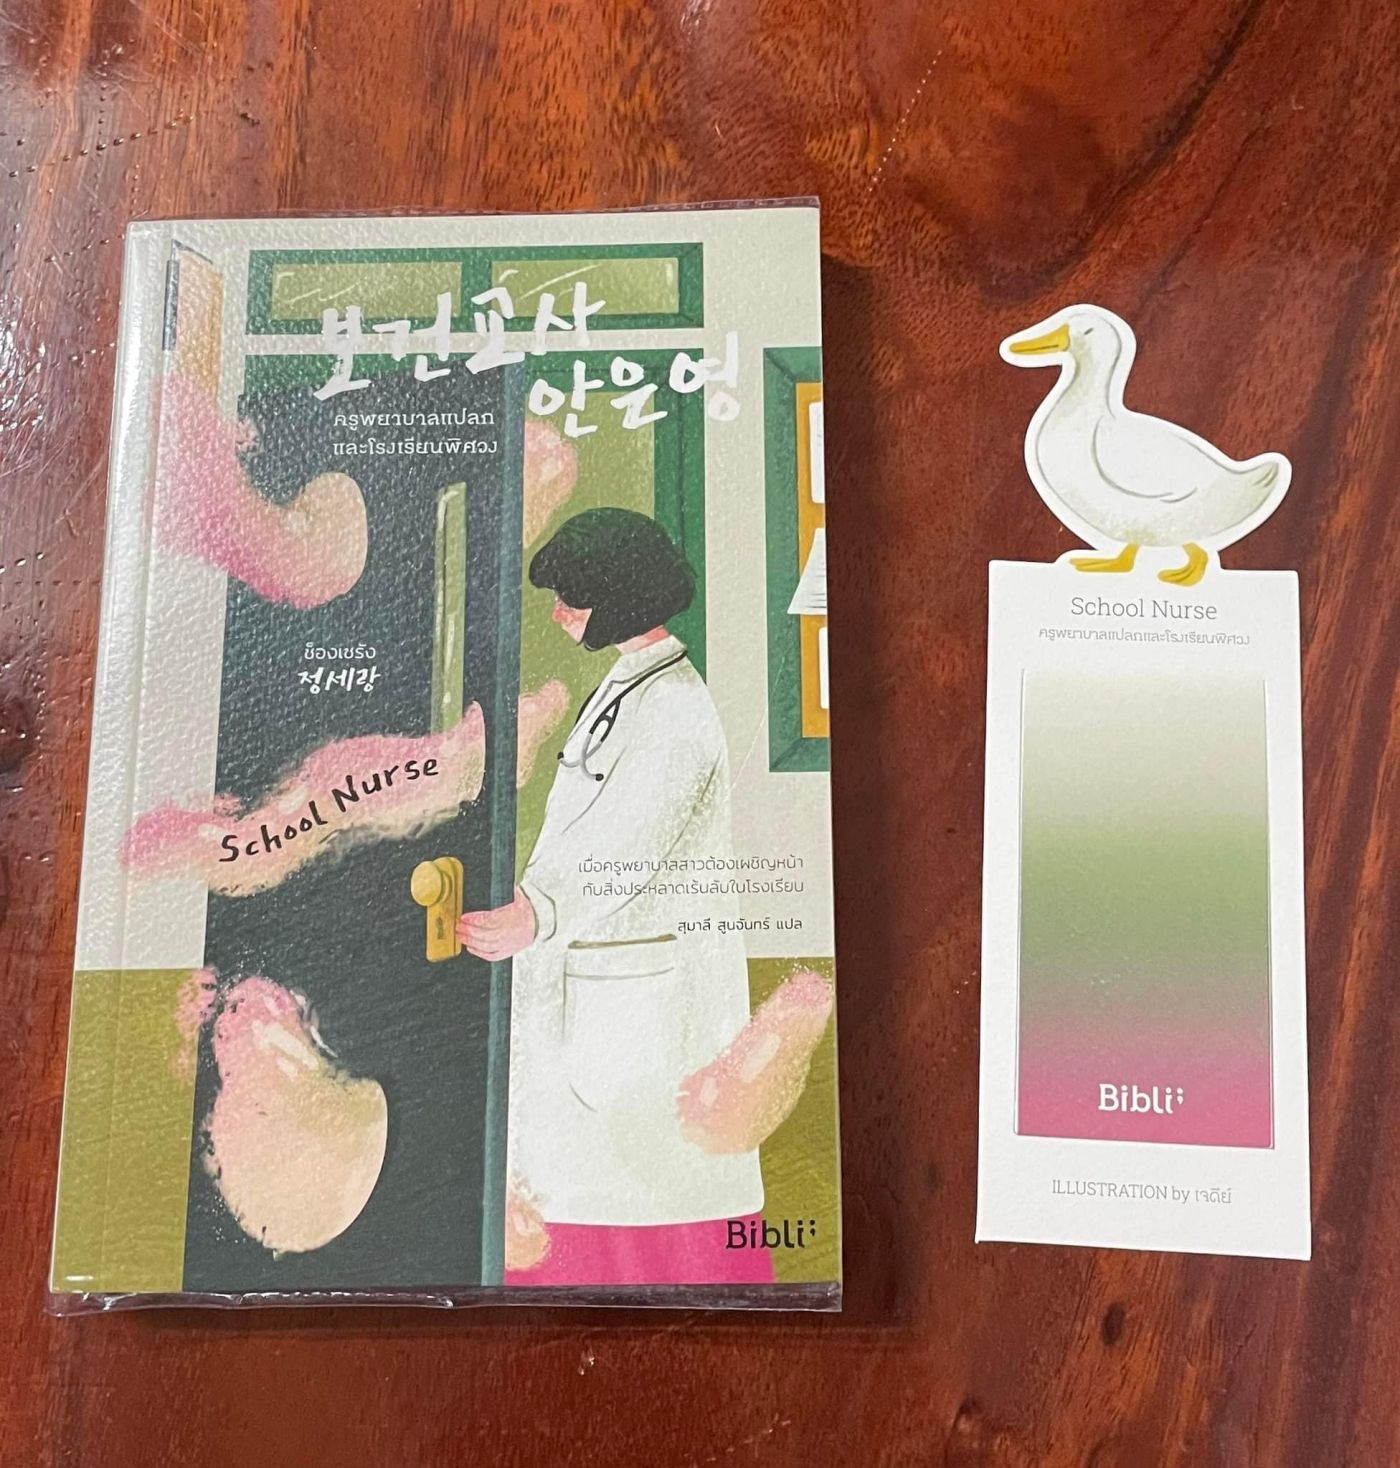 보건교사
안은영
ครูพยาบาลแปลก
และโรงเรียนพิศวง
ช็องเซรัง
정세랑
School Nurse
เมื่อครูพยาบาลสาวต้องเผชิญหน้า
กับสิ่งประหลาดเร้นลับในโรงเรียน
สุมาลี สูนจันทร์ แปล
Bibli;
School Nurse
ครูพยาบาลแปลกและโรงเรียนพิศวง
Bibli;
ILLUSTRATION by เจดีย์